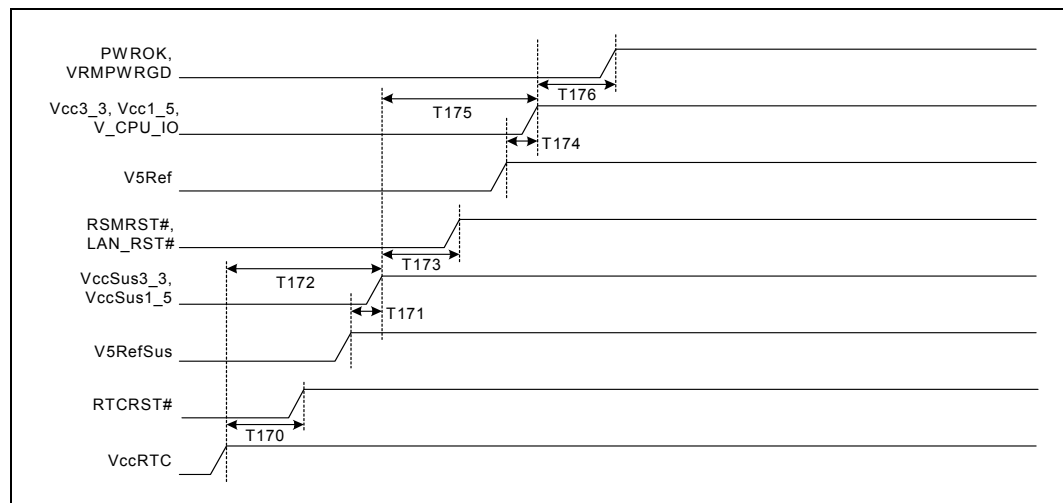 PWROK,
VRMPWRGD
T176
Vcc3_3, Vcc1_5,
V_CPU_IO
T175
T174
V5Ref
RSMRST#,
LAN_RST#
T173
T172
VccSus3_3,
VccSus1_5
T171
V5RefSus
RTCRST#
T170
VccRTC